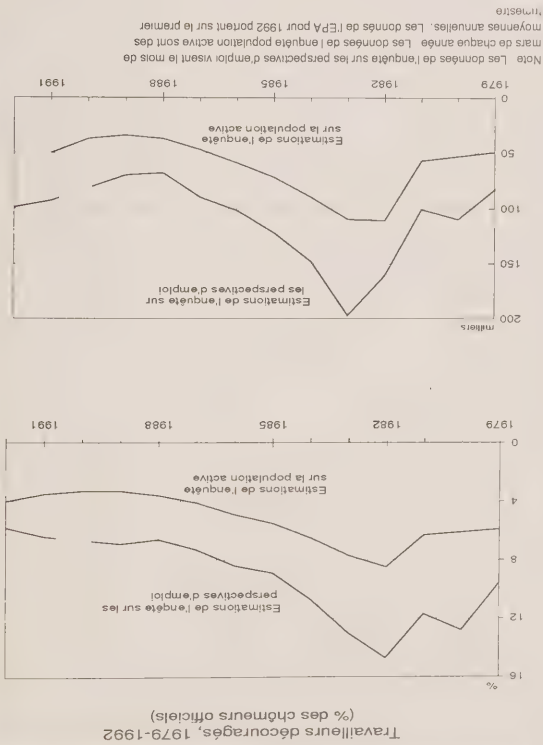 Travailleurs découragés, 1979-1992
(% des chômeurs officiels)
%
16
12
8
4
0
Estimations de l'enquête sur les
perspectives d'emploi
Estimations de l'enquête
sur la population active
1979
1982
1985
1988
1991
milliers
200
150
100
50
0
Estimations de l'enquête sur
les perspectives d'emploi
Estimations de l'enquête
sur la population active
1979
1982
1985
1988
1991
Note Les données de l'enquête sur les perspectives d'emploi visent le mois de
mars de chaque année Les données de l'enquête population active sont des
moyennes annuelles. Les donnés de l'EPA pour 1992 portent sur le premier
trimestre